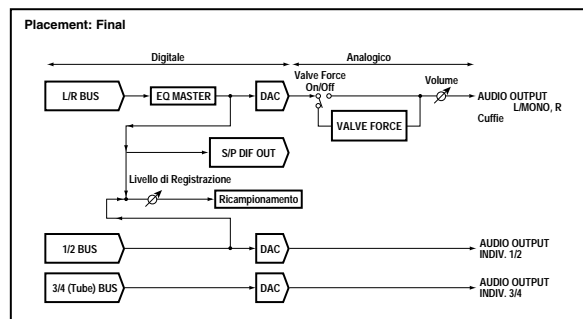 Placement: Final
Digitale
Analogico
L/R BUS
EQ MASTER
DAC
Valve Force
On/Off
Volume
AUDIO OUTPUT
L/MONO, R
Cuffie
VALVE FORCE
S/P DIF OUT
Livello di Registrazione
Ricampionamento
1/2 BUS
DAC
AUDIO OUTPUT
INDIV. 1/2
3/4 (Tube) BUS
DAC
AUDIO OUTPUT
INDIV. 3/4